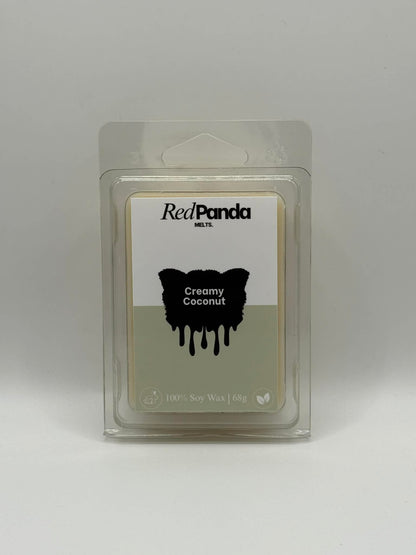 RedPanda
MELTS.
Creamy
Coconut
100% Soy Wax | 68g